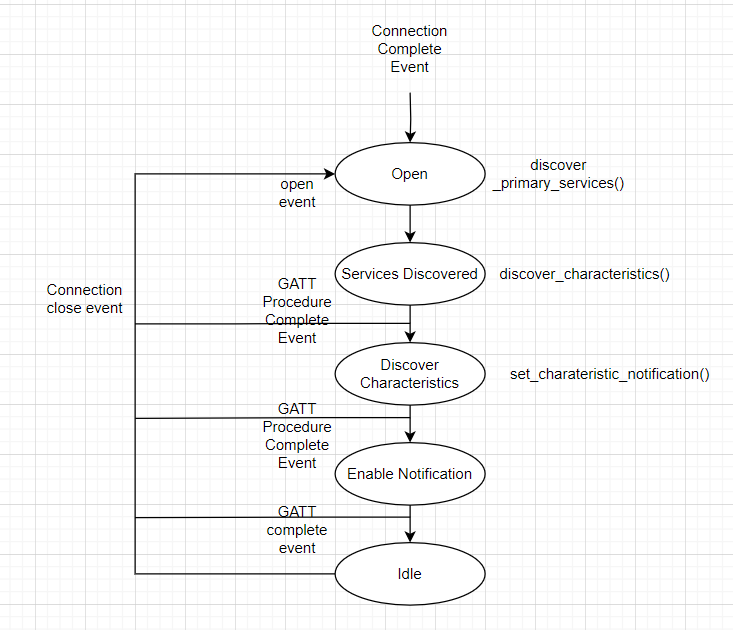 Connection
Complete
Event
Open
discover
_primary_services()
open
event
Services Discovered
discover_characteristics()
GATT
Procedure
Complete
Event
Connection
close event
Discover
Characteristics
set_charateristic_notification()
GATT
Procedure
Complete
Event
Enable Notification
GATT
complete
event
Idle